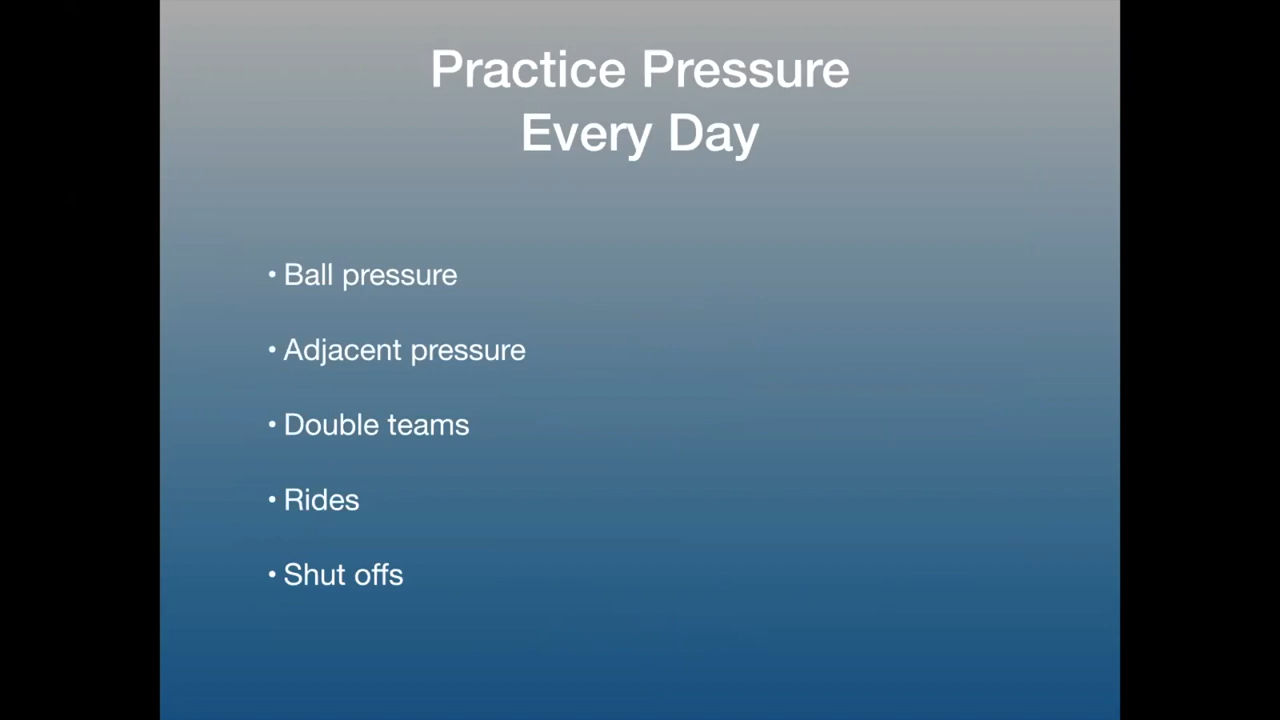 Practice Pressure
Every Day
• Ball pressure
• Adjacent pressure
• Double teams
• Rides
• Shut offs